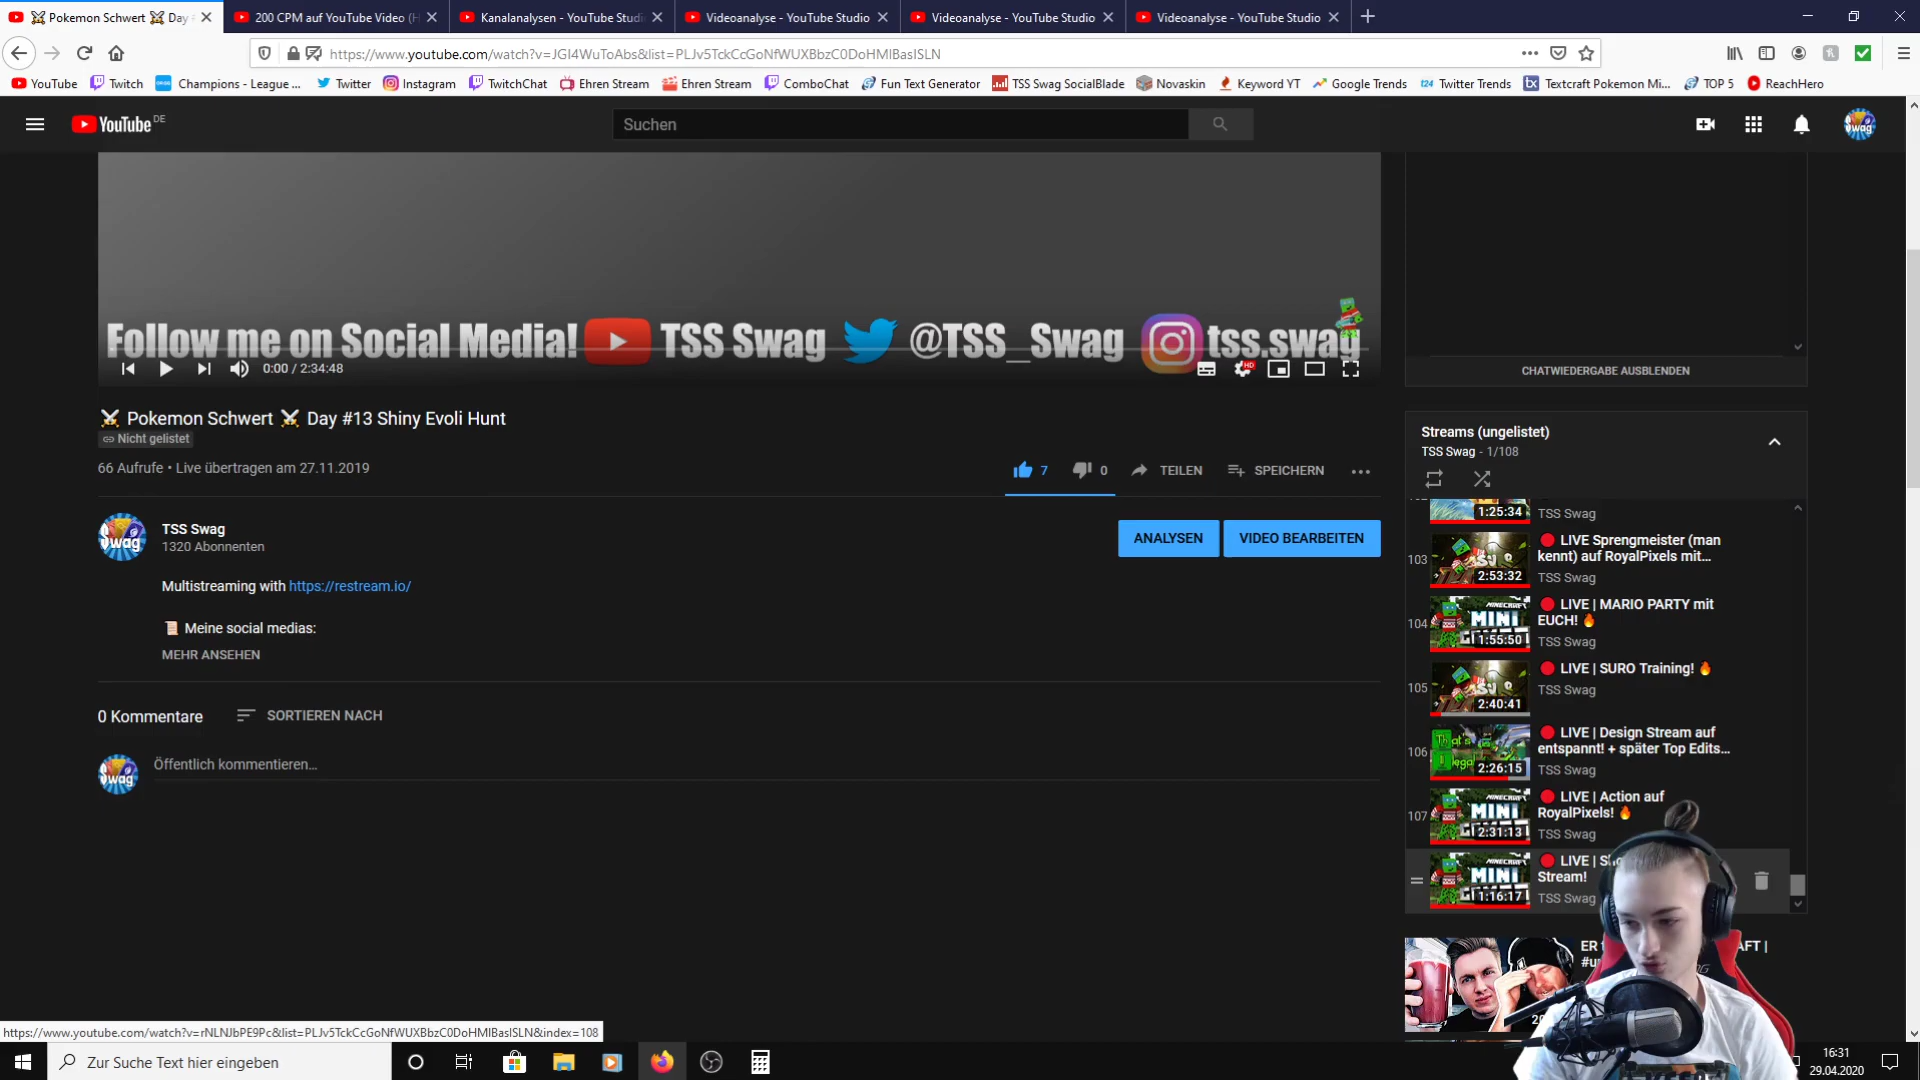 Pokemon Schwert Day
200 CPM auf YouTube Video (H
Kanalanalysen - YouTube Studi
Videoanalyse - YouTube Studio
Videoanalyse - YouTube Studio
Videoanalyse - YouTube Studio
https://www.youtube.com/watch?v=JGI4WuToAbs&list=PLJv5TckCcGoNfWUXBbzC0DoHMIBasISLN
YouTube
Twitch
Champions - League ...
Twitter
Instagram
TwitchChat
Ehren Stream
Ehren Stream
ComboChat
Fun Text Generator
TSS Swag SocialBlade
Novaskin
Keyword YT
Google Trends
t24 Twitter Trends
bx Textcraft Pokemon Mi...
TOP 5
ReachHero
YouTube DE
Suchen
Follow me on Social Media! TSS Swag @TSS_Swag tss.swag
0:00 / 2:34:48
HD
CHATWIEDERGABE AUSBLENDEN
⚔ Pokemon Schwert ⚔ Day #13 Shiny Evoli Hunt
Nicht gelistet
66 Aufrufe • Live übertragen am 27.11.2019
7
0
TEILEN
SPEICHERN
TSS Swag
1320 Abonnenten
ANALYSEN
VIDEO BEARBEITEN
Multistreaming with https://restream.io/
Meine social medias:
MEHR ANSEHEN
0 Kommentare
SORTIEREN NACH
Öffentlich kommentieren...
Streams (ungelistet)
TSS Swag - 1/108
1:25:34
TSS Swag
103
2:53:32
LIVE Sprengmeister (man
kennt) auf RoyalPixels mit...
TSS Swag
104
MINECRAFT
MINI
1:55:50
LIVE | MARIO PARTY mit
EUCH! 🔥
TSS Swag
105
2:40:41
LIVE | SURO Training! 🔥
TSS Swag
106
That's
2:26:15
LIVE | Design Stream auf
entspannt! + später Top Edits...
TSS Swag
107
MINECRAFT
MINI
2:31:13
LIVE | Action auf
RoyalPixels! 🔥
TSS Swag
MINECRAFT
MINI
1:16:17
LIVE |
Stream!
TSS Swag
https://www.youtube.com/watch?v=rNLNJbPE9Pc&list=PLJv5TckCcGoNfWUXBbzC0DoHMIBasISLN&index=108
Zur Suche Text hier eingeben
16:31
29.04.2020